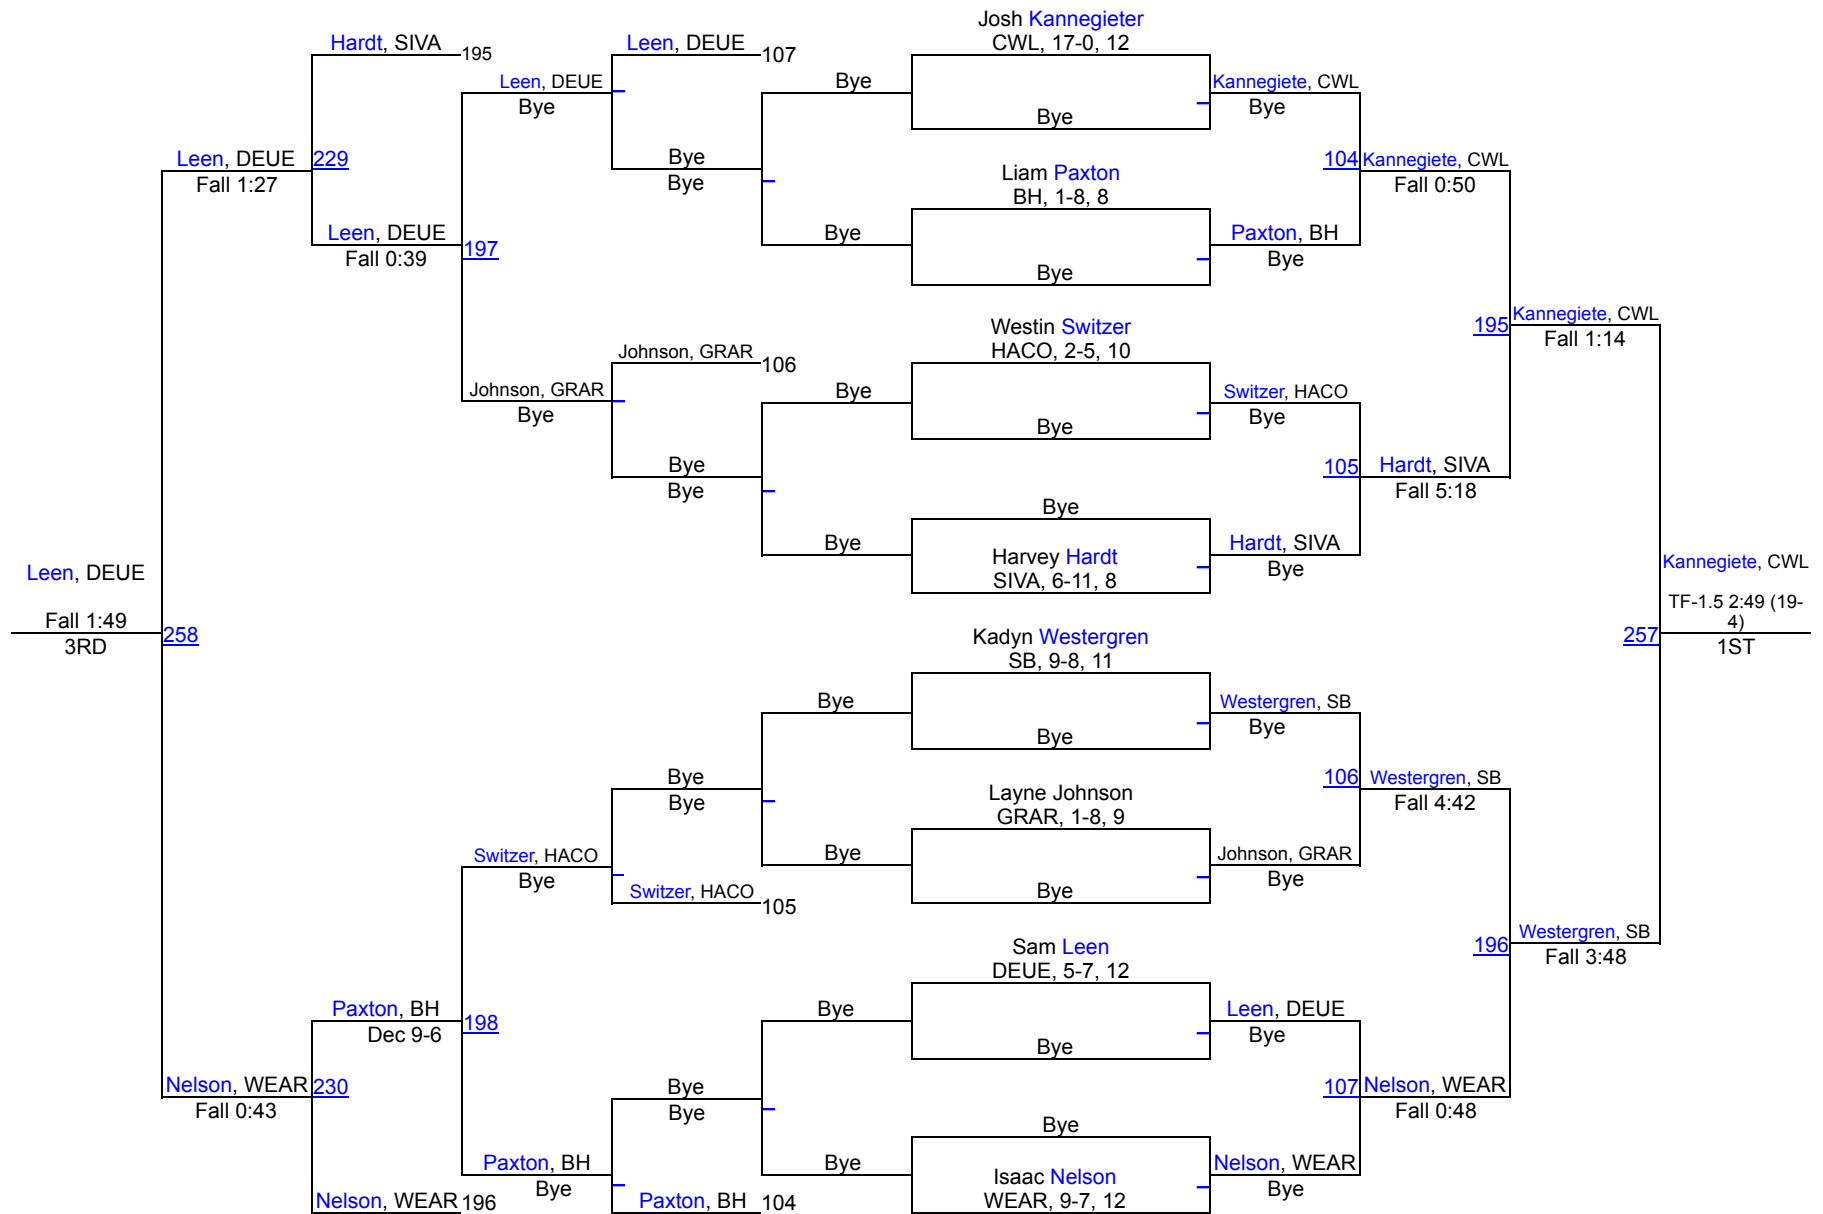 Josh Kannegieter
CWL, 17-0, 12
Bye
Liam Paxton
BH, 1-8, 8
Bye
Westin Switzer
HACO, 2-5, 10
Bye
Bye
Harvey Hardt
SIVA, 6-11, 8
Kadyn Westergren
SB, 9-8, 11
Bye
Layne Johnson
GRAR, 1-8, 9
Bye
Sam Leen
DEUE, 5-7, 12
Bye
Bye
Isaac Nelson
WEAR, 9-7, 12
Kannegiete, CWL
Bye
104
Paxton, BH
Bye
Switzer, HACO
Bye
105
Hardt, SIVA
Bye
Westergren, SB
Bye
106
Johnson, GRAR
Bye
Leen, DEUE
Bye
107
Nelson, WEAR
Bye
Kannegiete, CWL
Fall 0:50
195
Hardt, SIVA
Fall 5:18
Westergren, SB
Fall 4:42
196
Nelson, WEAR
Fall 0:48
Kannegiete, CWL
Fall 1:14
257
Westergren, SB
Fall 3:48
Kannegiete, CWL
TF-1.5 2:49 (19-
4)
1ST
Bye
Bye
Bye
Bye
Bye
Bye
Bye
Bye
Leen, DEUE
107
Bye
Bye
Johnson, GRAR
106
Bye
Bye
Bye
Bye
Switzer, HACO
105
Bye
Bye
Paxton, BH
104
Leen, DEUE
Bye
197
Johnson, GRAR
Bye
Switzer, HACO
Bye
198
Paxton, BH
Bye
Hardt, SIVA
195
229
Leen, DEUE
Fall 0:39
Paxton, BH
Dec 9-6
230
Nelson, WEAR
196
Leen, DEUE
Fall 1:27
258
Nelson, WEAR
Fall 0:43
Leen, DEUE
Fall 1:49
3RD